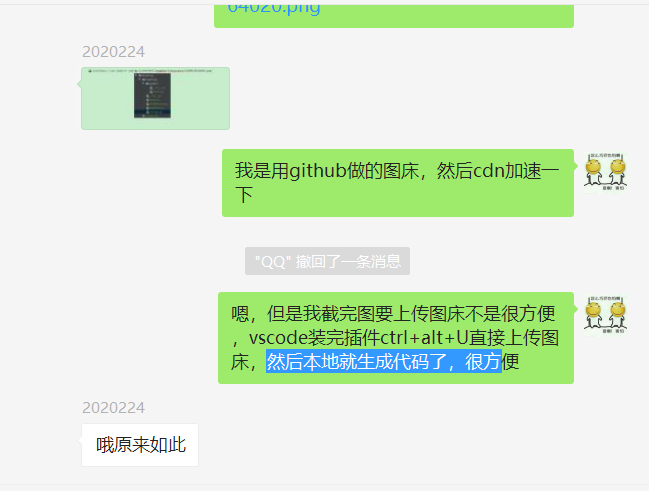 64020.png
2020224
我是用github做的图床，然后cdn加速一
下
"QQ" 撤回了一条消息
嗯，但是我截完图要上传图床不是很方便
，vscode装完插件ctrl+alt+U直接上传图
床，然后本地就生成代码了，很方便
2020224
哦原来如此